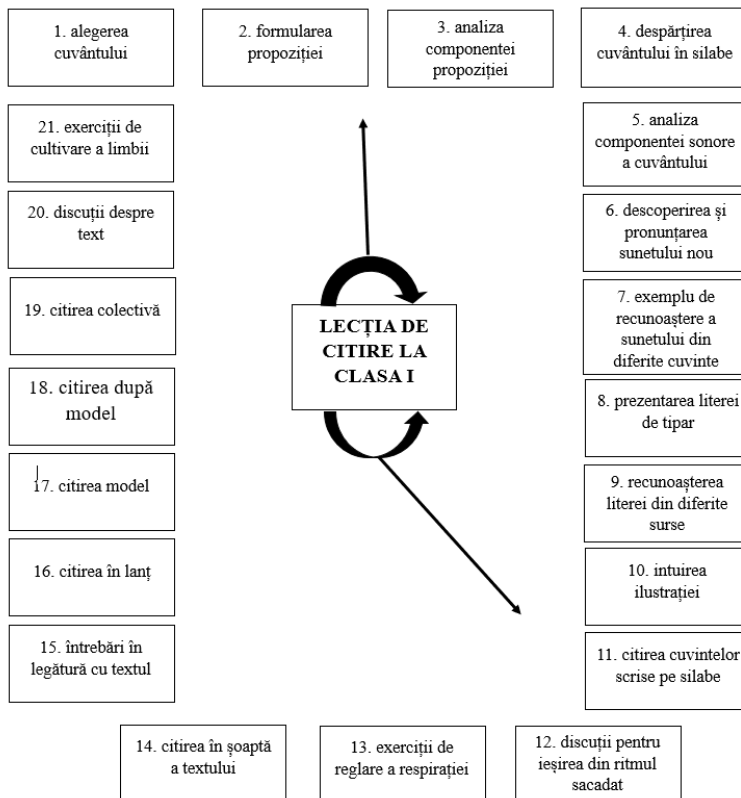 1. alegerea
cuvântului
2. formularea
propoziției
3. analiza
componentei
propoziției
4. despărțirea
cuvântului în silabe
5. analiza
componentei sonore
a cuvântului
6. descoperirea și
pronunțarea
sunetului nou
7. exemplu de
recunoaștere a
sunetului din
diferite cuvinte
8. prezentarea literei
de tipar
9. recunoașterea
literei din diferite
surse
10. intuirea
ilustrației
11. citirea cuvintelor
scrise pe silabe
12. discuții pentru
ieșirea din ritmul
sacadat
13. exerciții de
reglare a respirației
14. citirea în șoaptă
a textului
15. întrebări în
legătură cu textul
16. citirea în lanț
17. citirea model
18. citirea după
model
19. citirea colectivă
20. discuții despre
text
21. exerciții de
cultivare a limbii
LECȚIA DE
CITIRE LA
CLASA I